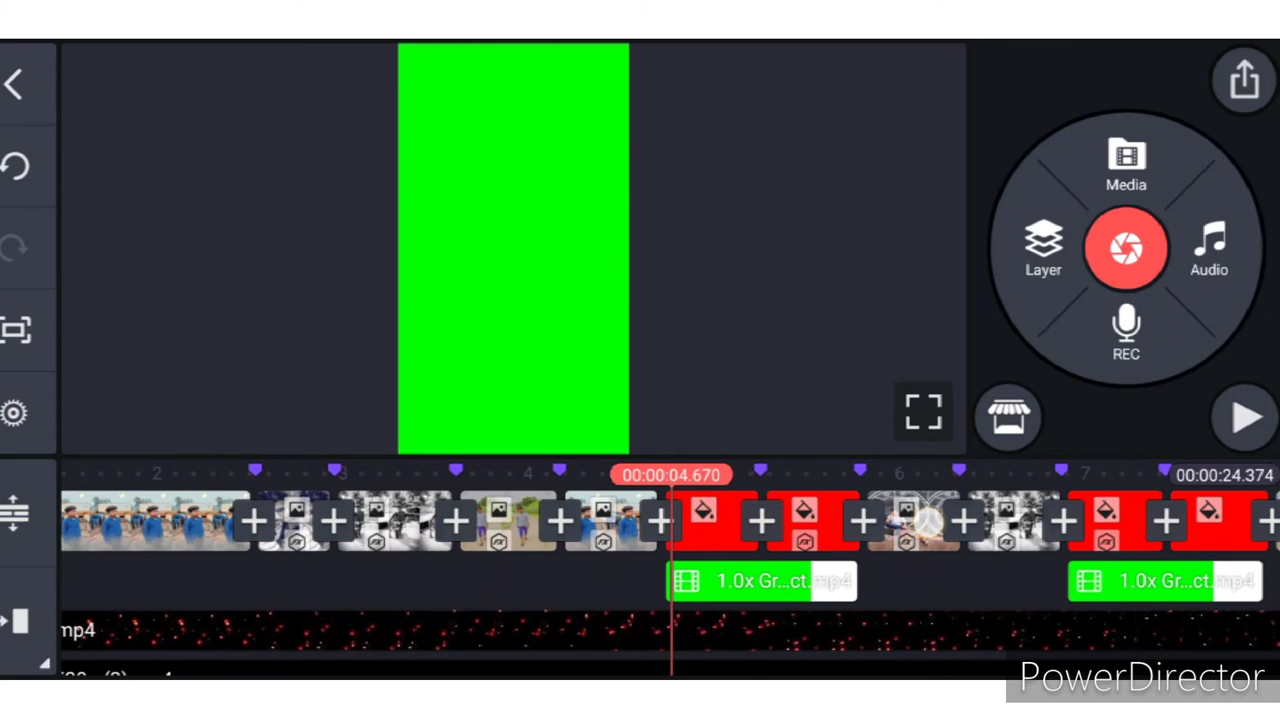 Media
Layer
Audio
REC
2
3
4
00:00:04.670
6
7
00:00:24.374
1.0x Gr...ct.mp4
1.0x Gr...ct.mp4
mp4
PowerDirector